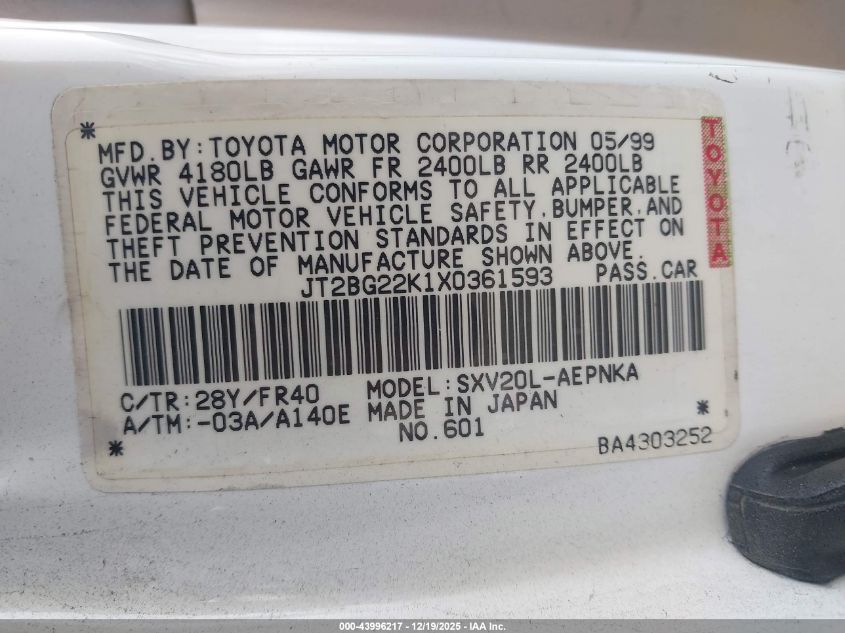 MFD.BY:TOYOTA MOTOR CORPORATION 05/99
GVWR 4180LB GAWR FR 2400LB RR 2400LB
THIS VEHICLE CONFORMS TO ALL APPLICABLE
FEDERAL MOTOR VEHICLE SAFETY,BUMPER,AND
THEFT PREVENTION STANDARDS IN EFFECT ON
THE DATE OF MANUFACTURE SHOWN ABOVE.
JT2BG22K1X0361593 PASS.CAR
TOYOTA
C/TR:28Y/FR40 MODEL:SXV20L-AEPNKA
A/TM:-03A/A140E MADE IN JAPAN
NO.601
BA4303252
000-43996217 - 12/19/2025 - IAA Inc.